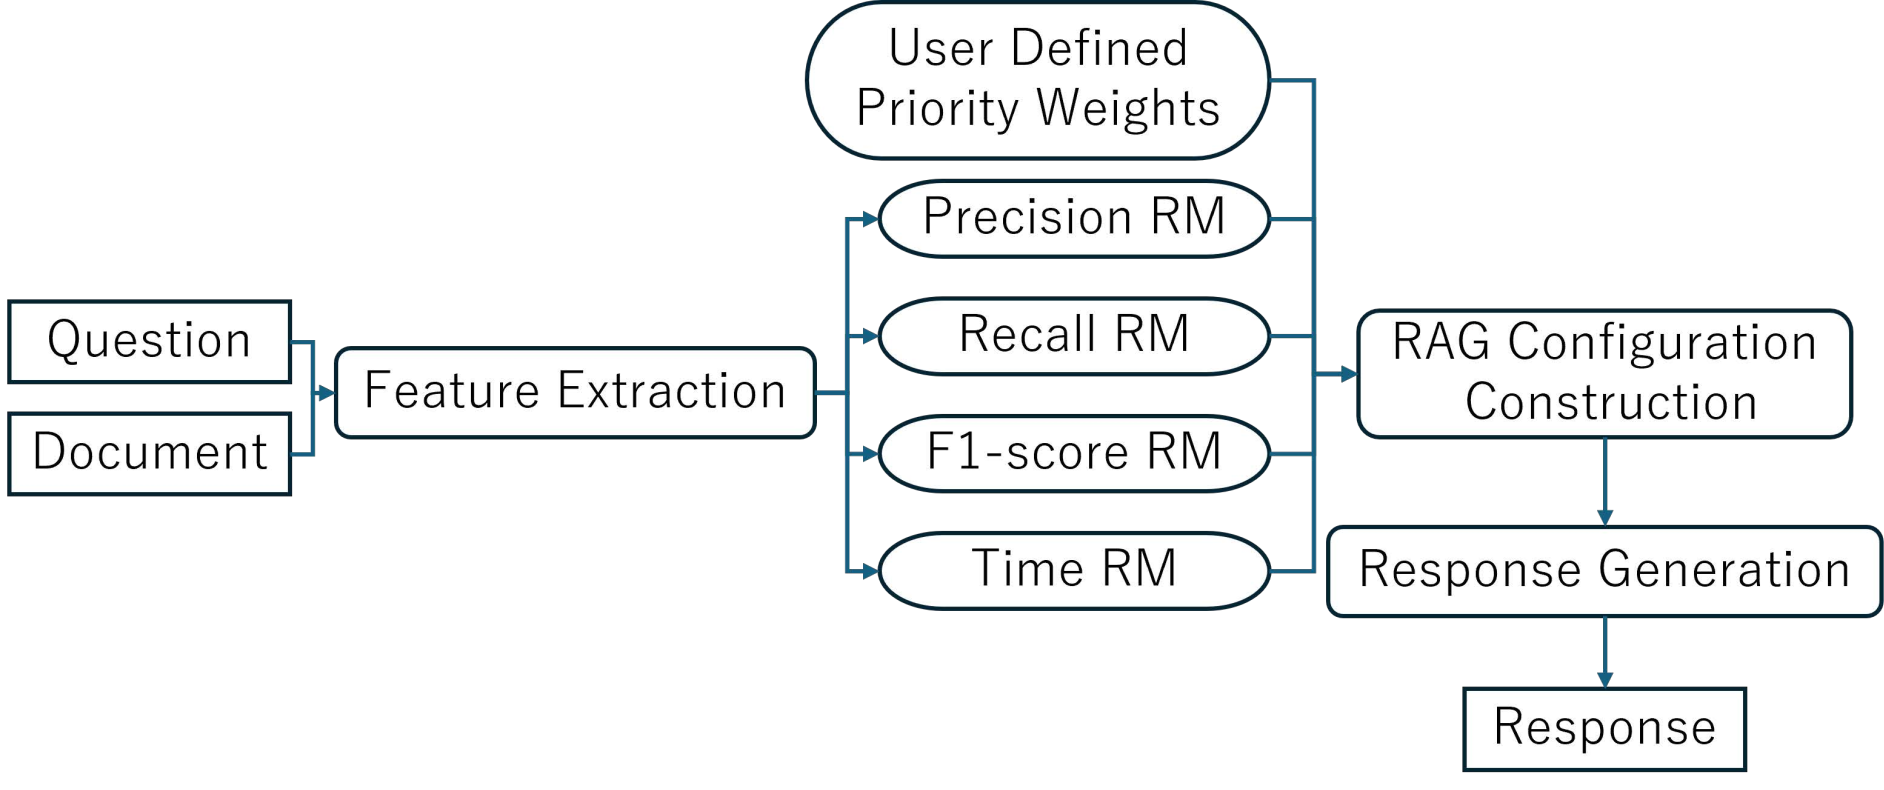 Question
Document
Feature Extraction
User Defined
Priority Weights
Precision RM
Recall RM
F1-score RM
Time RM
RAG Configuration
Construction
Response Generation
Response